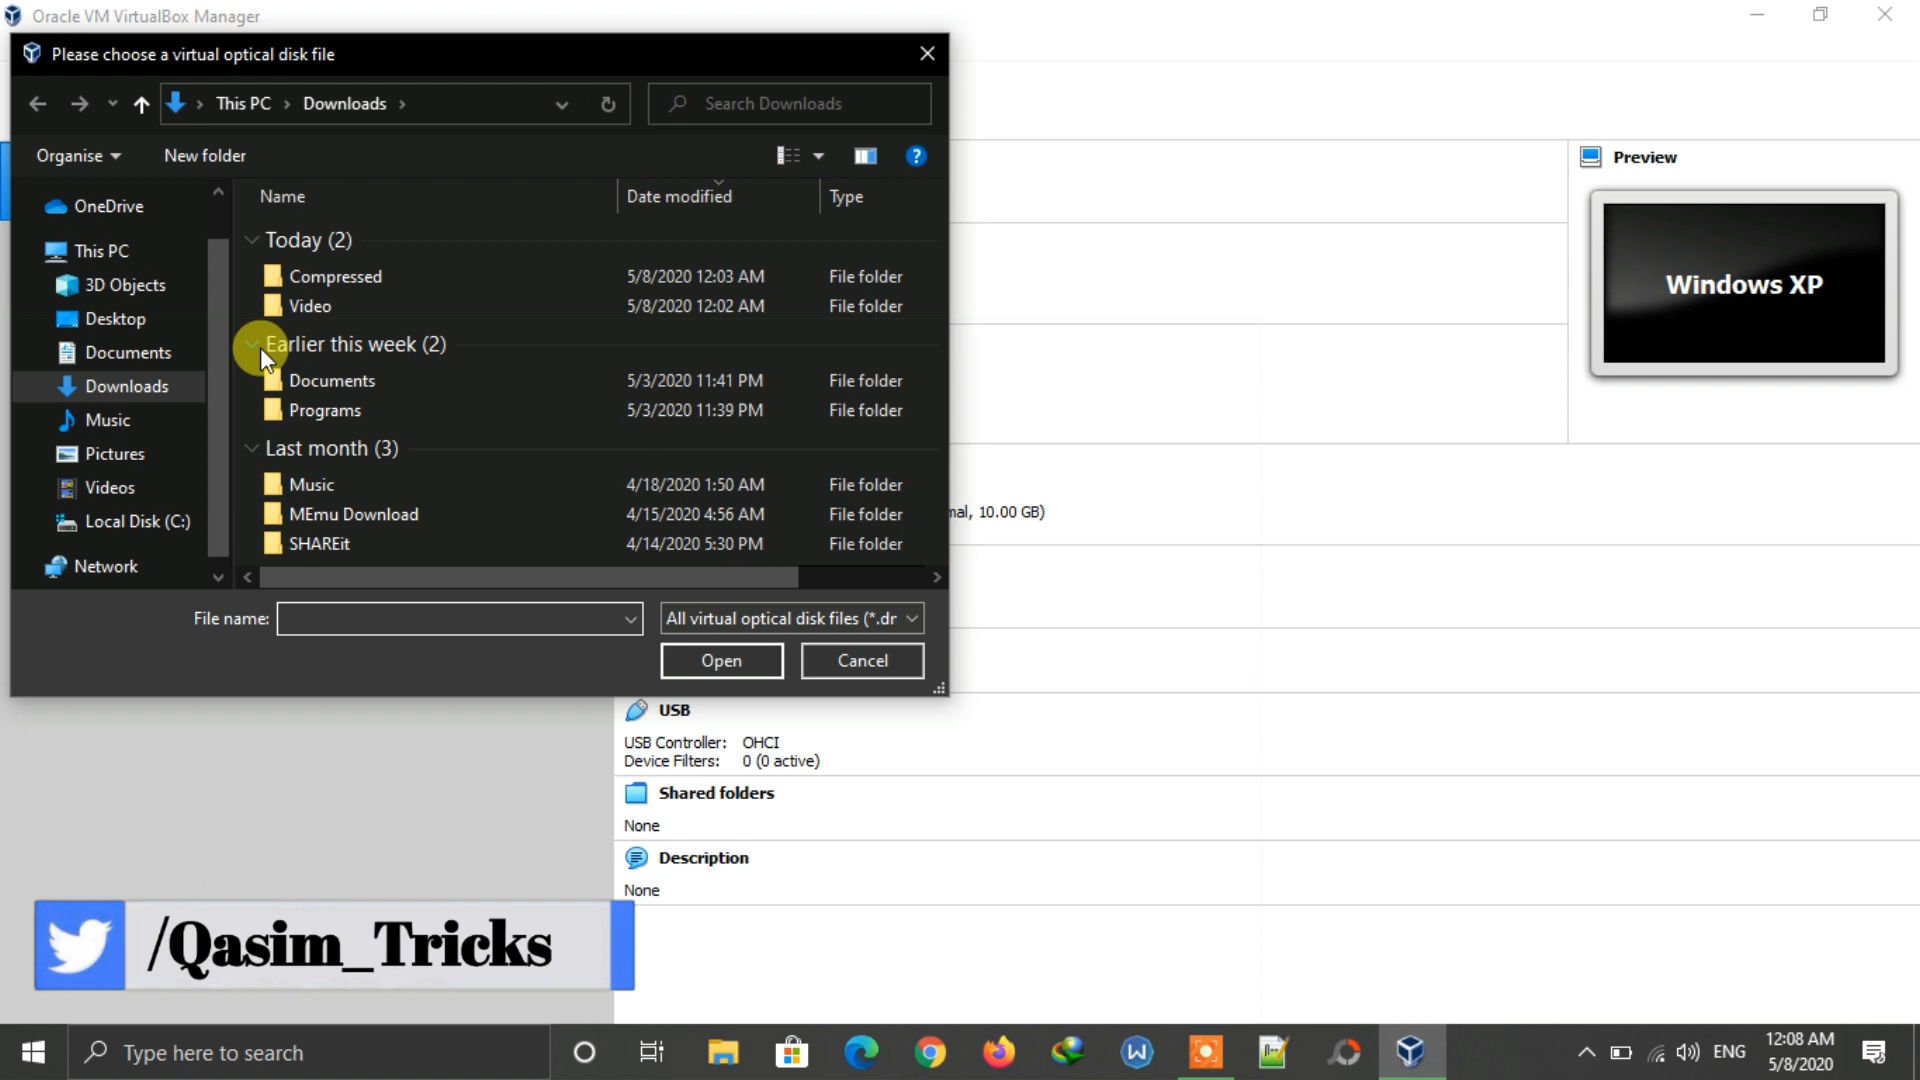 Oracle VM VirtualBox Manager
Please choose a virtual optical disk file
This PC > Downloads >
Search Downloads
Organise
New folder
Name
Date modified
Type
OneDrive
This PC
3D Objects
Desktop
Documents
Downloads
Music
Pictures
Videos
Local Disk (C:)
Network
Today (2)
Compressed 5/8/2020 12:03 AM File folder
Video 5/8/2020 12:02 AM File folder
Earlier this week (2)
Documents 5/3/2020 11:41 PM File folder
Programs 5/3/2020 11:39 PM File folder
Last month (3)
Music 4/18/2020 1:50 AM File folder
MEmu Download 4/15/2020 4:56 AM File folder
SHAREit 4/14/2020 5:30 PM File folder
File name:
All virtual optical disk files (*.dr
Open
Cancel
Preview
Windows XP
mal, 10.00 GB)
USB
USB Controller: OHCI
Device Filters: 0 (0 active)
Shared folders
None
Description
None
/Qasim_Tricks
Type here to search
ENG
12:08 AM
5/8/2020